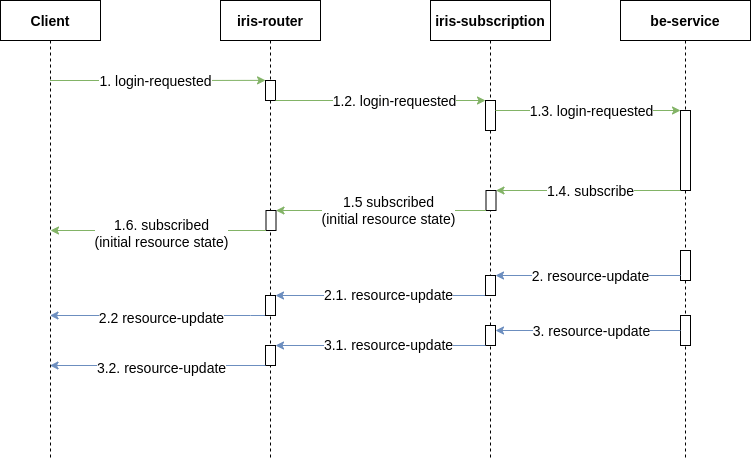 Client
iris-router
iris-subscription
be-service
1. login-requested
1.2. login-requested
1.3. login-requested
1.4. subscribe
1.5 subscribed
(initial resource state)
1.6. subscribed
(initial resource state)
2. resource-update
2.1. resource-update
2.2 resource-update
3. resource-update
3.1. resource-update
3.2. resource-update